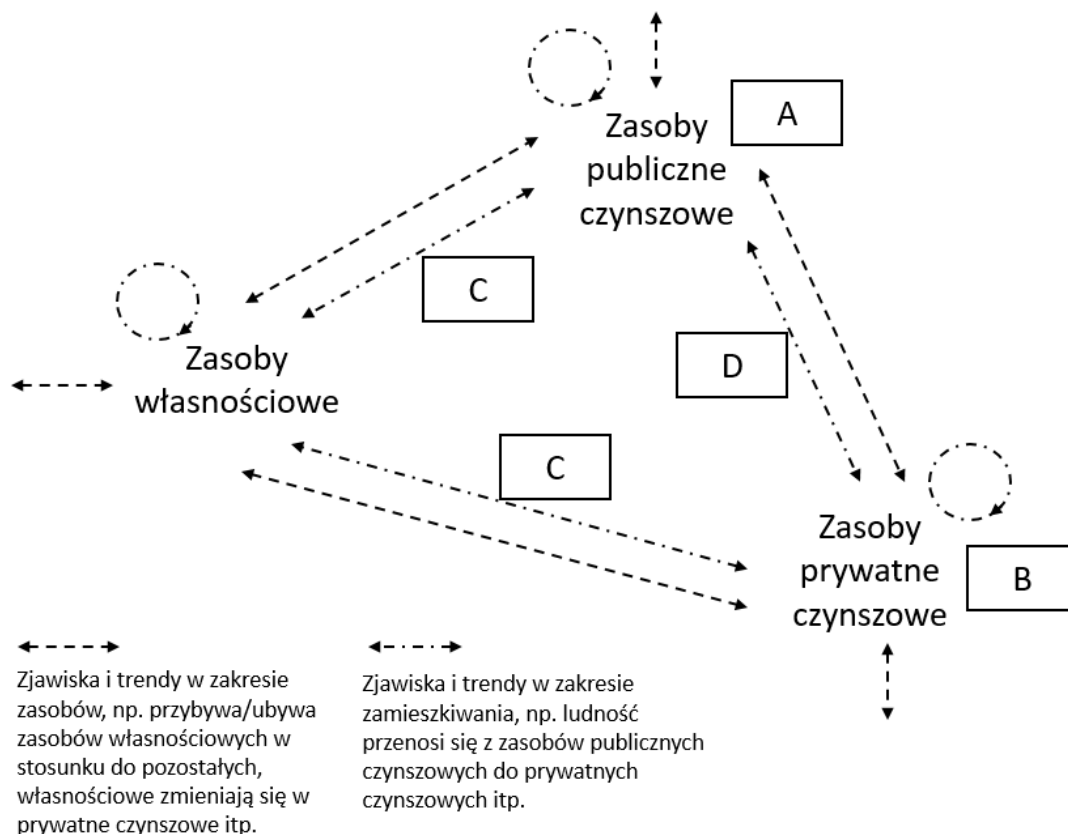 Zasoby
publiczne
czynszowe
A
C
Zasoby
własnościowe
D
C
Zasoby
prywatne
czynszowe
B
Zjawiska i trendy w zakresie
zasobów, np. przybywa/ubywa
zasobów własnościowych w
stosunku do pozostałych,
własnościowe zmieniają się w
prywatne czynszowe itp.
Zjawiska i trendy w zakresie
zamieszkiwania, np. ludność
przenosi się z zasobów publicznych
czynszowych do prywatnych
czynszowych itp.